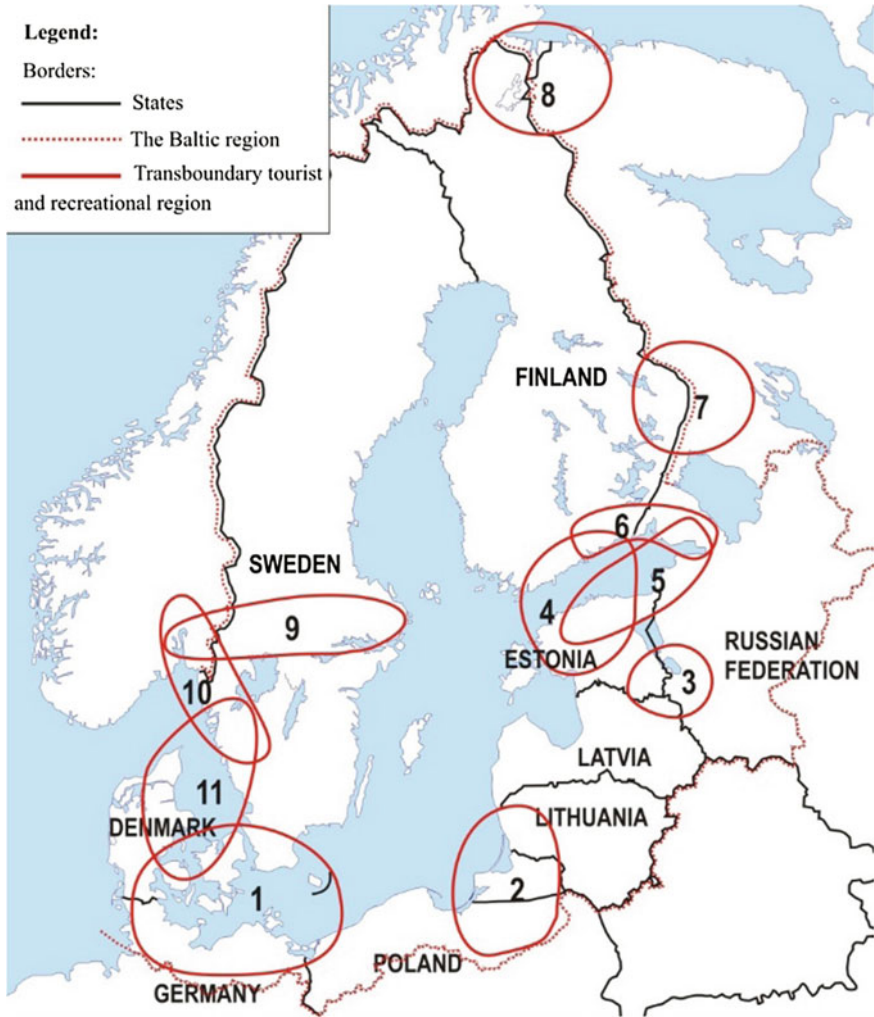 Legend:
Borders:
States
The Baltic region
Transboundary tourist
and recreational region
8
FINLAND
7
6
SWEDEN
5
9
4
ESTONIA
RUSSIAN
FEDERATION
3
10
LATVIA
11
DENMARK
LITHUANIA
1
2
POLAND
GERMANY